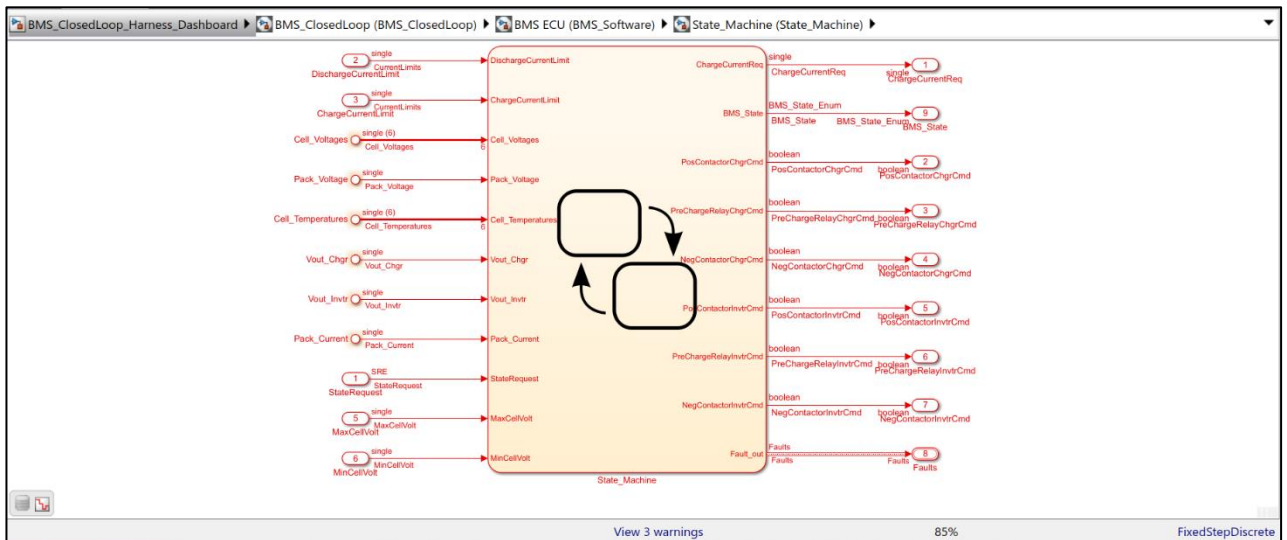 BMS_ClosedLoop_Harness_Dashboard BMS_ClosedLoop (BMS_ClosedLoop) BMS ECU (BMS_Software) State_Machine (State_Machine)
2 single
CurrentLimits
DischargeCurrentLimit
DischargeCurrentLimit
3 single
CurrentLimits
ChargeCurrentLimit
ChargeCurrentLimit
Cell_Voltages single (6)
Cell_Voltages 6
Cell_Voltages
Pack_Voltage single
Pack_Voltage
Pack_Voltage
Cell_Temperatures single (6)
Cell_Temperatures 6
Cell_Temperatures
Vout_Chgr single
Vout_Chgr
Vout_Chgr
Vout_Invtr single
Vout_Invtr
Vout_Invtr
Pack_Current single
Pack_Current
Pack_Current
1 SRE
StateRequest
StateRequest
StateRequest
5 single
MaxCellVolt
MaxCellVolt
MaxCellVolt
6 single
MinCellVolt
MinCellVolt
MinCellVolt
State_Machine
ChargeCurrentReq single
ChargeCurrentReq single 1
ChargeCurrentReq
BMS_State BMS_State_Enum
BMS_State BMS_State_Enum 9
BMS_State
PosContactorChgrCmd boolean
PosContactorChgrCmd boolean 2
PosContactorChgrCmd
PreChargeRelayChgrCmd boolean
PreChargeRelayChgrCmd boolean 3
PreChargeRelayChgrCmd
NegContactorChgrCmd boolean
NegContactorChgrCmd boolean 4
NegContactorChgrCmd
PosContactorInvtrCmd boolean
PosContactorInvtrCmd boolean 5
PosContactorInvtrCmd
PreChargeRelayInvtrCmd boolean
PreChargeRelayInvtrCmd boolean 6
PreChargeRelayInvtrCmd
NegContactorInvtrCmd boolean
NegContactorInvtrCmd boolean 7
NegContactorInvtrCmd
Fault_out Faults
Faults Faults 8
Faults
View 3 warnings 85% FixedStepDiscrete